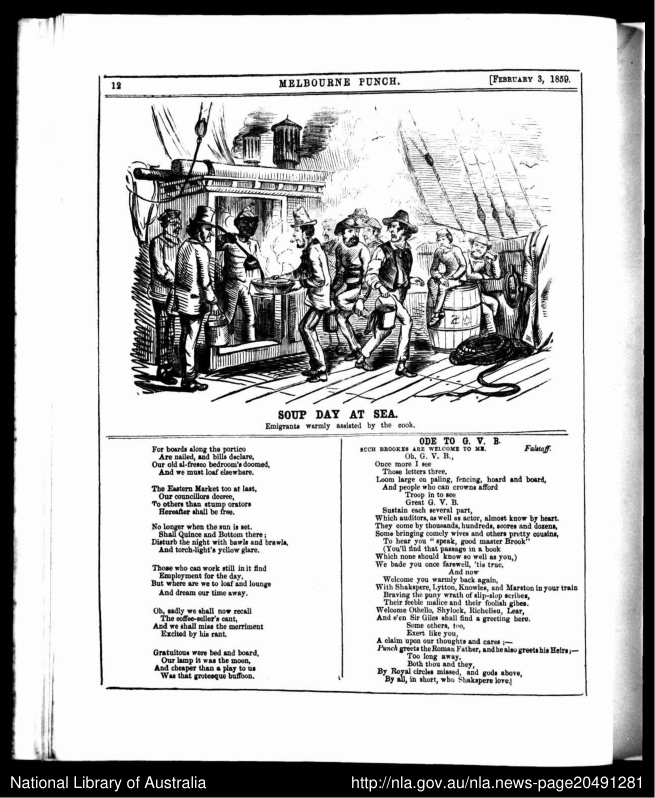 12
MELBOURNE PUNCH.
[FEBRUARY 3, 1859.
SOUP DAY AT SEA.
Emigrants warmly assisted by the cook.
For boards along the portico
Are nailed, and bills declare,
Our old al-fresco bedroom's doomed,
And we must loaf elsewhere.
The Eastern Market too at last,
Our councillors decree,
To others than stump orators
Hereafter shall be free.
No longer when the sun is set,
Shall Quince and Bottom there;
Disturb the night with bawls and brawls,
And torch-light's yellow glare.
Those who can work still in it find
Employment for the day,
But where are we to loaf and lounge
And dream our time away.
Oh, sadly we shall now recall
The coffee-seller's cant,
And we shall miss the merriment
Excited by his rant.
Gratuitous were bed and board,
Our lamp it was the moon,
And cheaper than a play to us
Was that grotesque buffoon.
ODE TO G. V. B.
SUCH BROOKES ARE WELCOME TO ME. Falstaff.
Oh, G. V. B.,
Once more I see
Those letters three,
Loom large on paling, fencing, hoard and board,
And people who can crowns afford
Troop in to see
Great G. V. B.
Sustain each several part,
Which auditors, as well as actor, almost know by heart.
They come by thousands, hundreds, scores and dozens,
Some bringing comely wives and others pretty cousins,
To hear you "speak, good master Brook"
(You'll find that passage in a book
Which none should know so well as you,)
We bade you once farewell, 'tis true,
And now
Welcome you warmly back again,
With Shakspere, Lytton, Knowles, and Marston in your train
Braving the puny wrath of slip-slop scribes,
Their feeble malice and their foolish gibes.
Welcome Othello, Shylock, Richelieu, Lear,
And e'en Sir Giles shall find a greeting here.
Some others, too,
Exert like you,
A claim upon our thoughts and cares;—
Punch greets the Roman Father, and he also greets his Heirs;—
Too long away,
Both thou and they,
By Royal circles missed, and gods above,
By all, in short, who Shakspere love.
National Library of Australia
http://nla.gov.au/nla.news-page20491281